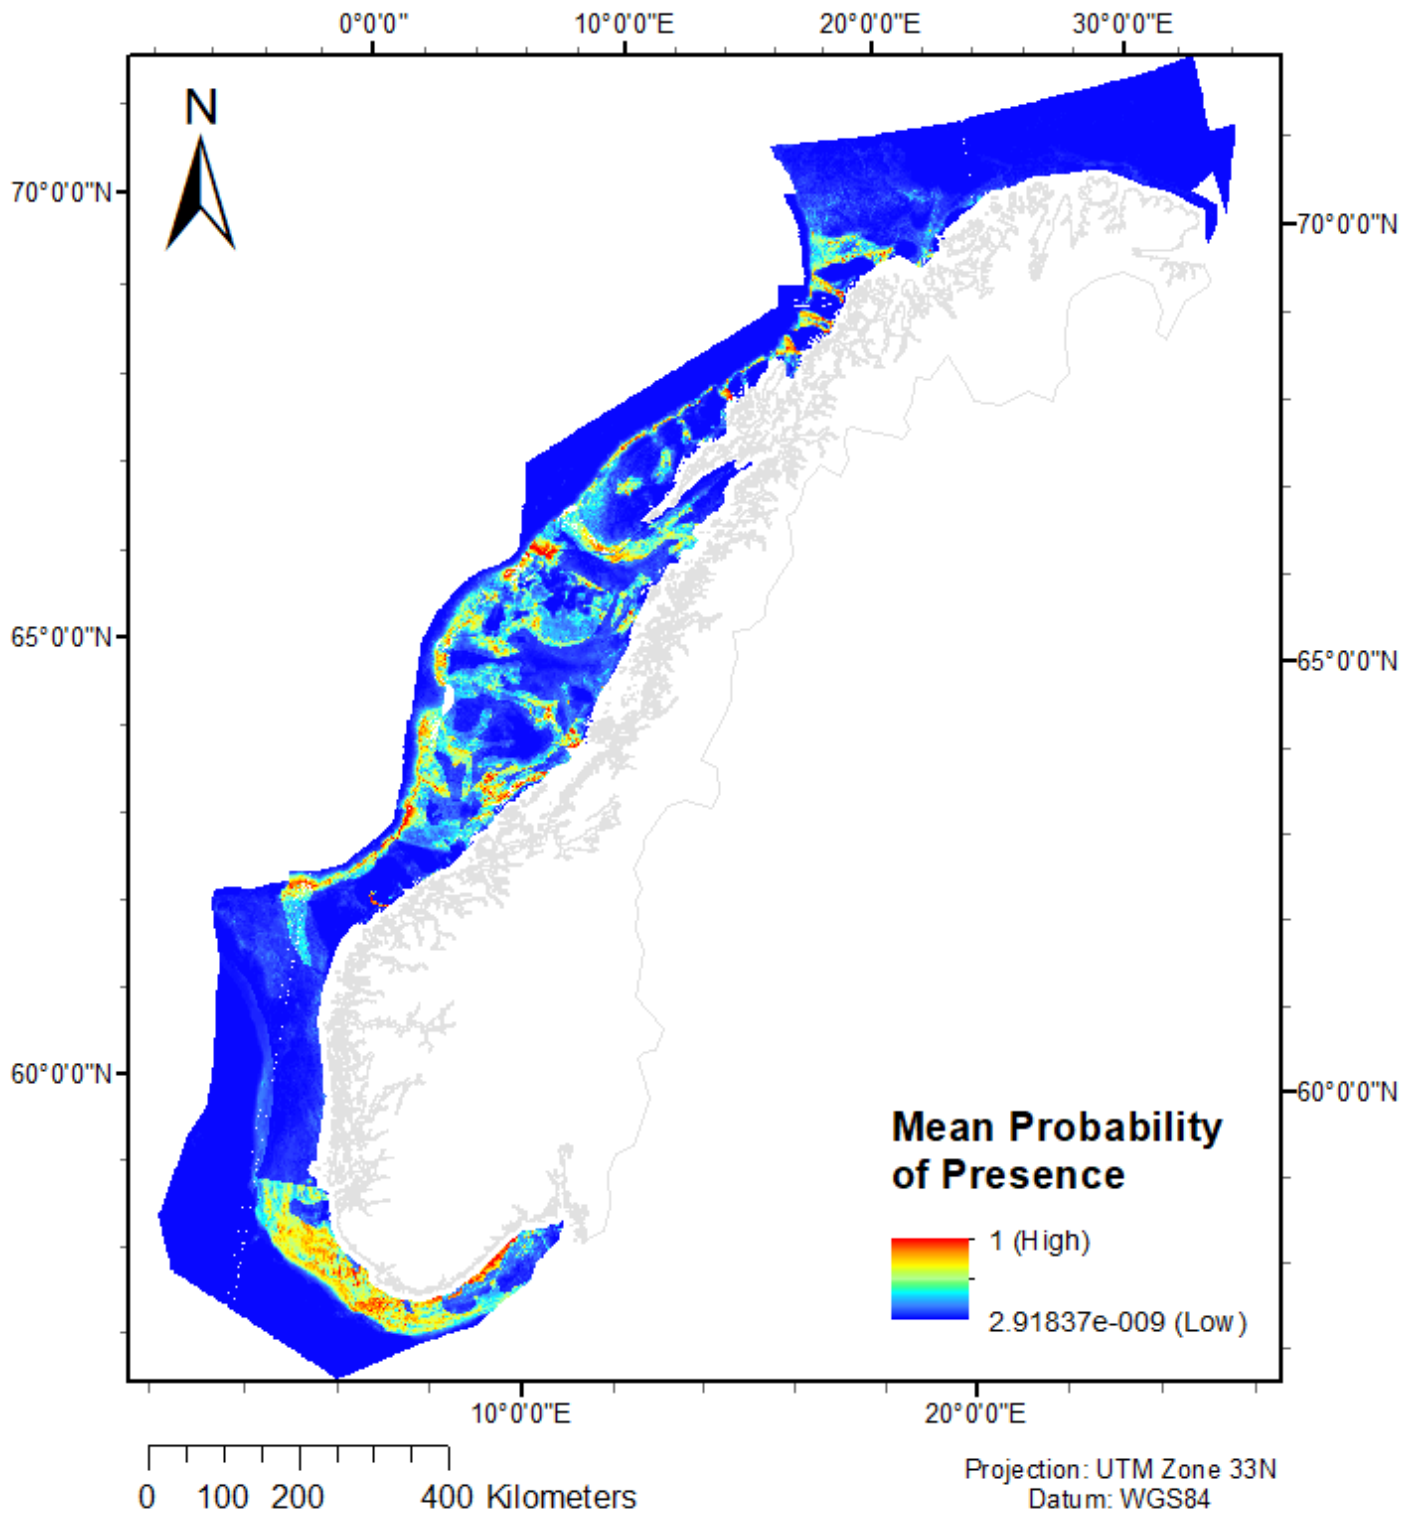 0°0'0" 10°0'0"E 20°0'0"E 30°0'0"E
N
70°0'0"N
70°0'0"N
65°0'0"N
65°0'0"N
60°0'0"N
60°0'0"N
Mean Probability
of Presence
1 (High)
2.91837e-009 (Low)
10°0'0"E 20°0'0"E
0 100 200 400 Kilometers
Projection: UTM Zone 33N
Datum: WGS84